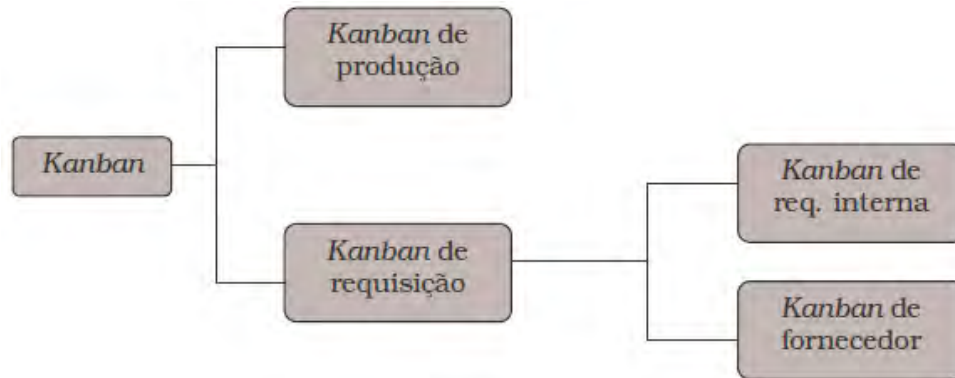 Kanban de
produção
Kanban
Kanban de
requisição
Kanban de
req. interna
Kanban de
fornecedor